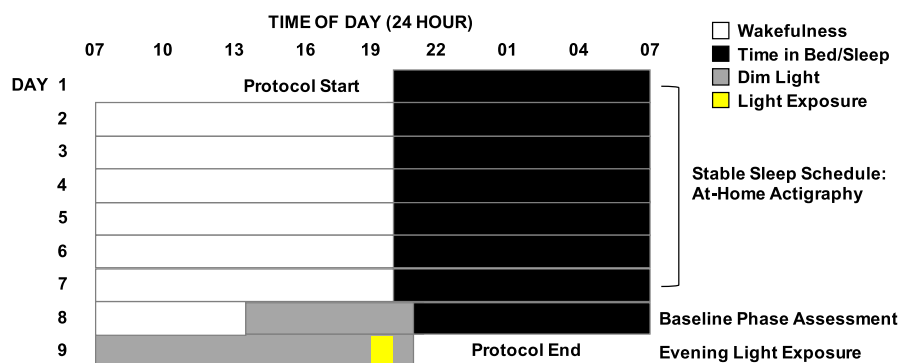 TIME OF DAY (24 HOUR)
07 10 13 16 19 22 01 04 07
Wakefulness
Time in Bed/Sleep
Dim Light
Light Exposure
DAY 1 Protocol Start
2
3
4
5
6
7
Stable Sleep Schedule:
At-Home Actigraphy
8 Baseline Phase Assessment
9 Protocol End Evening Light Exposure